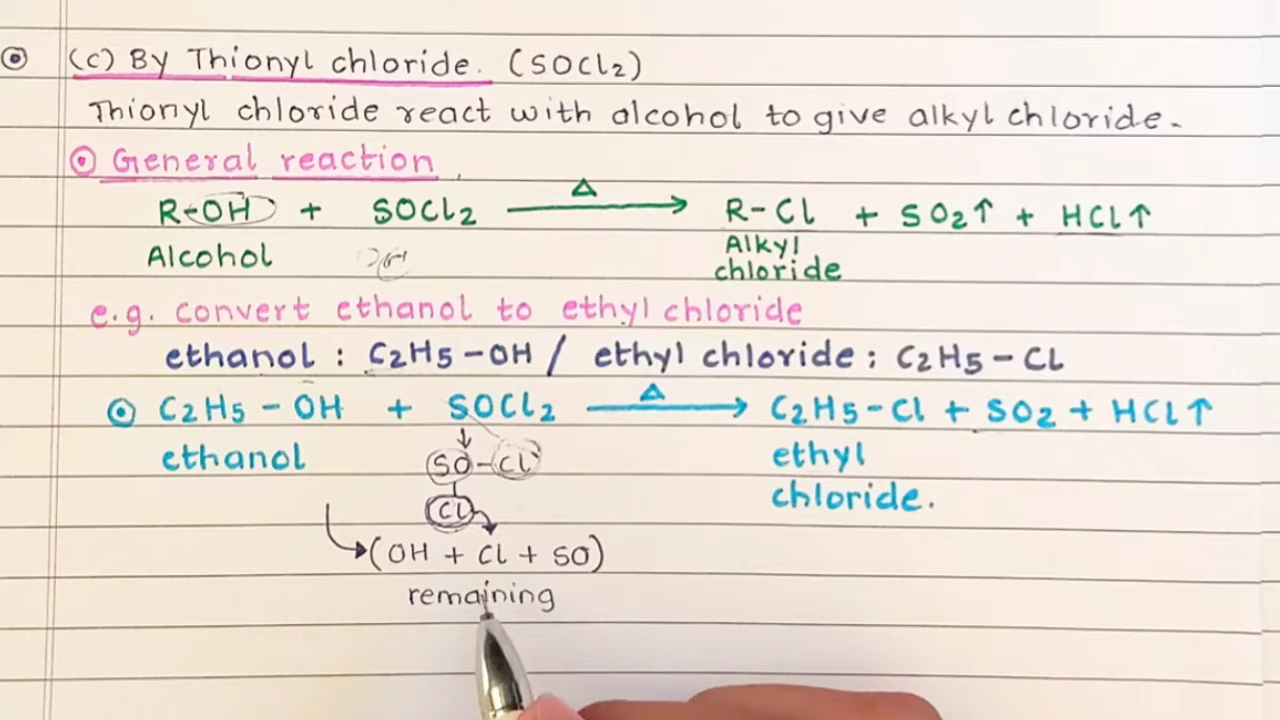 (c) By Thionyl chloride. (SOCl2)
Thionyl chloride react with alcohol to give alkyl chloride.
General reaction.
R-OH + SOCl2 —Δ→ R-Cl + SO2↑ + HCl↑
Alcohol Alkyl
chloride
e.g. convert ethanol to ethyl chloride
ethanol : C2H5-OH / ethyl chloride : C2H5-Cl
C2H5-OH + SOCl2 —Δ→ C2H5-Cl + SO2 + HCl↑
ethanol SO-Cl ethyl
Cl chloride.
(OH + Cl + SO)
remaining